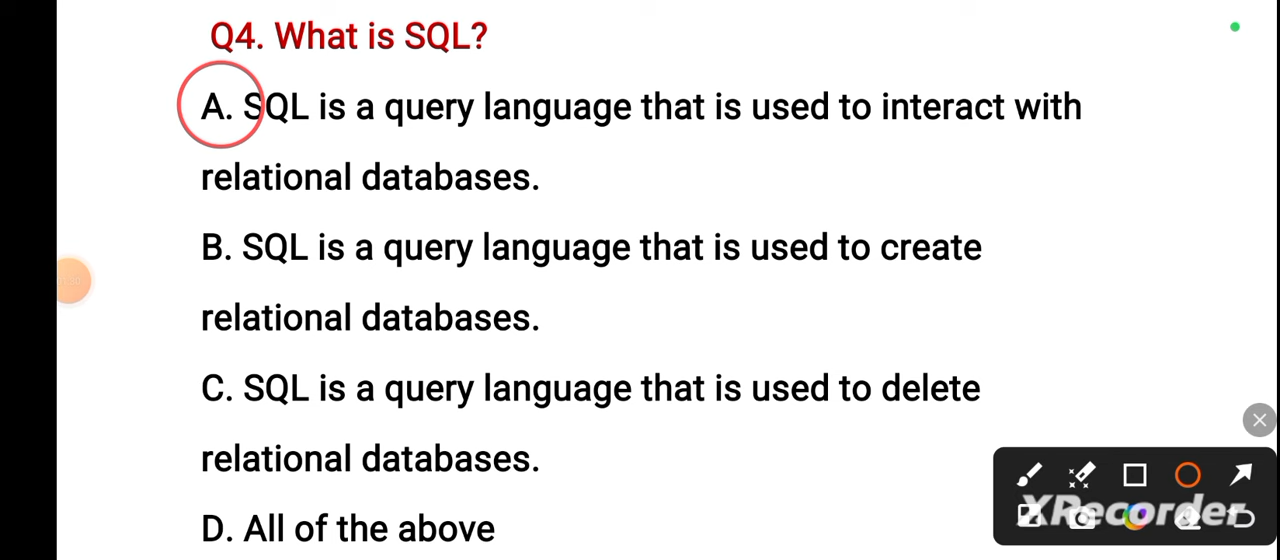 Q4. What is SQL?
A. SQL is a query language that is used to interact with
relational databases.
B. SQL is a query language that is used to create
relational databases.
C. SQL is a query language that is used to delete
relational databases.
D. All of the above
XRecorder